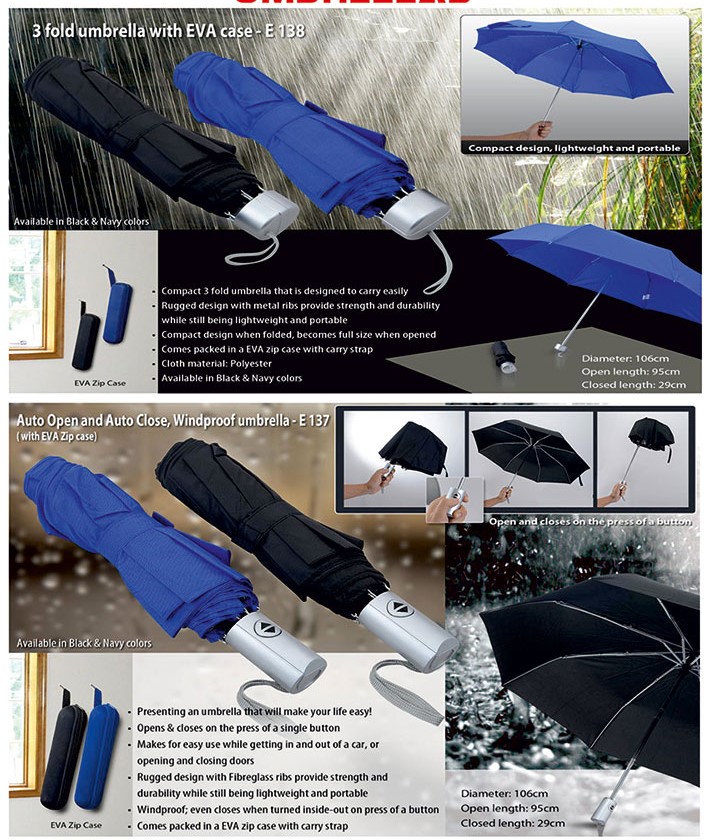 UMBRELLERS
3 fold umbrella with EVA case - E 138
Compact design, lightweight and portable
Available in Black & Navy colors
• Compact 3 fold umbrella that is designed to carry easily
• Rugged design with metal ribs provide strength and durability
while still being lightweight and portable
• Compact design when folded, becomes full size when opened
• Comes packed in a EVA zip case with carry strap
• Cloth material: Polyester
• Available in Black & Navy colors
EVA Zip Case
Diameter: 106cm
Open length: 95cm
Closed length: 29cm
Auto Open and Auto Close, Windproof umbrella - E 137
( with EVA Zip case)
Open and closes on the press of a button
Available in Black & Navy colors
• Presenting an umbrella that will make your life easy!
• Opens & closes on the press of a single button
• Makes for easy use while getting in and out of a car, or
opening and closing doors
• Rugged design with Fibreglass ribs provide strength and
durability while still being lightweight and portable
• Windproof; even closes when turned inside-out on press of a button
• Comes packed in a EVA zip case with carry strap
EVA Zip Case
Diameter: 106cm
Open length: 95cm
Closed length: 29cm